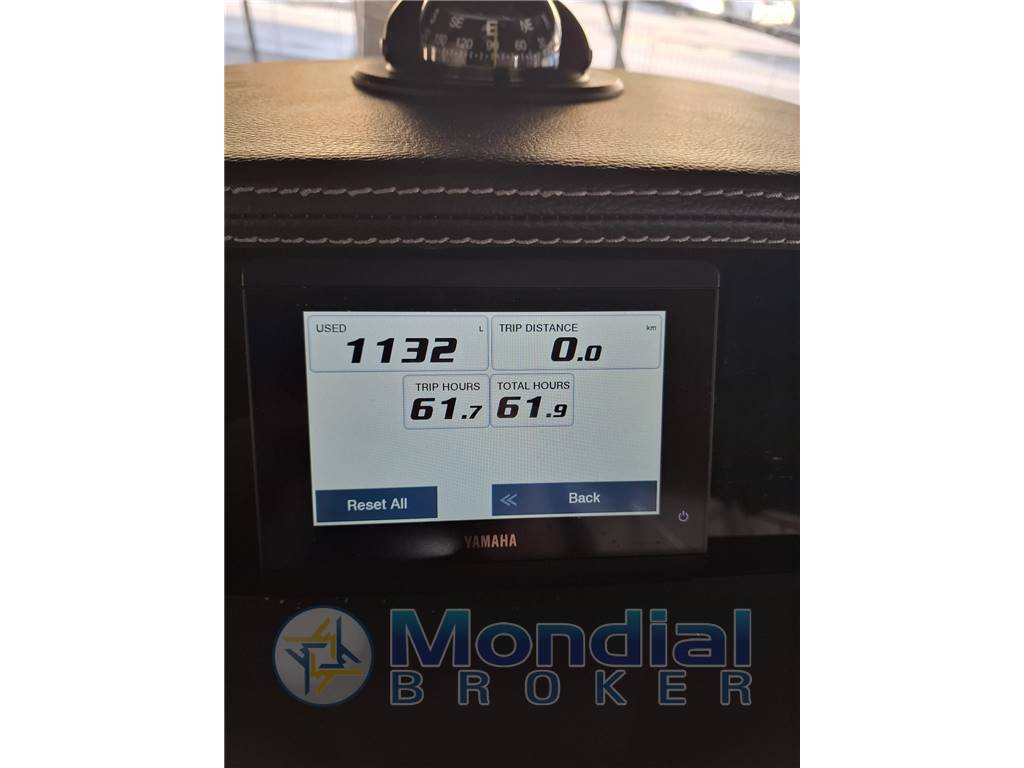 SE E NE
150 120 90 60
USED L TRIP DISTANCE km
1132 0.0
TRIP HOURS TOTAL HOURS
61.7 61.9
Reset All Back
YAMAHA
Mondial
BROKER